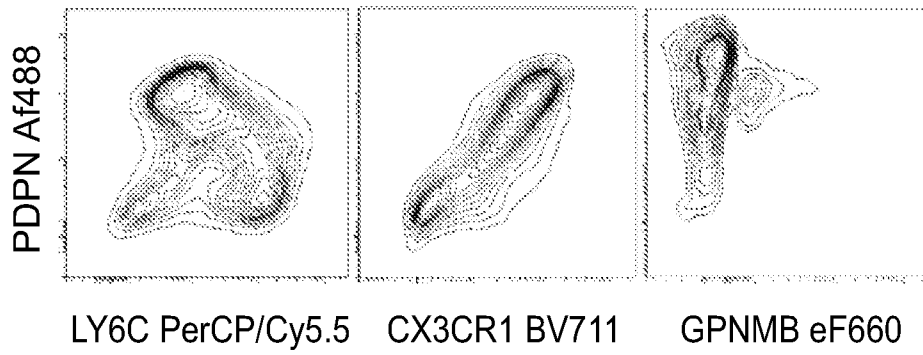 PDPN Af488
LY6C PerCP/Cy5.5
CX3CR1 BV711
GPNMB eF660